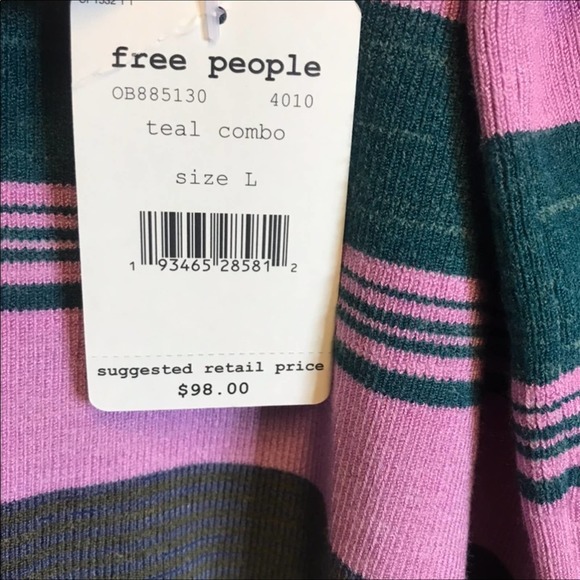 free people
OB885130 4010
teal combo
size L
1 93465 28581 2
suggested retail price
$98.00